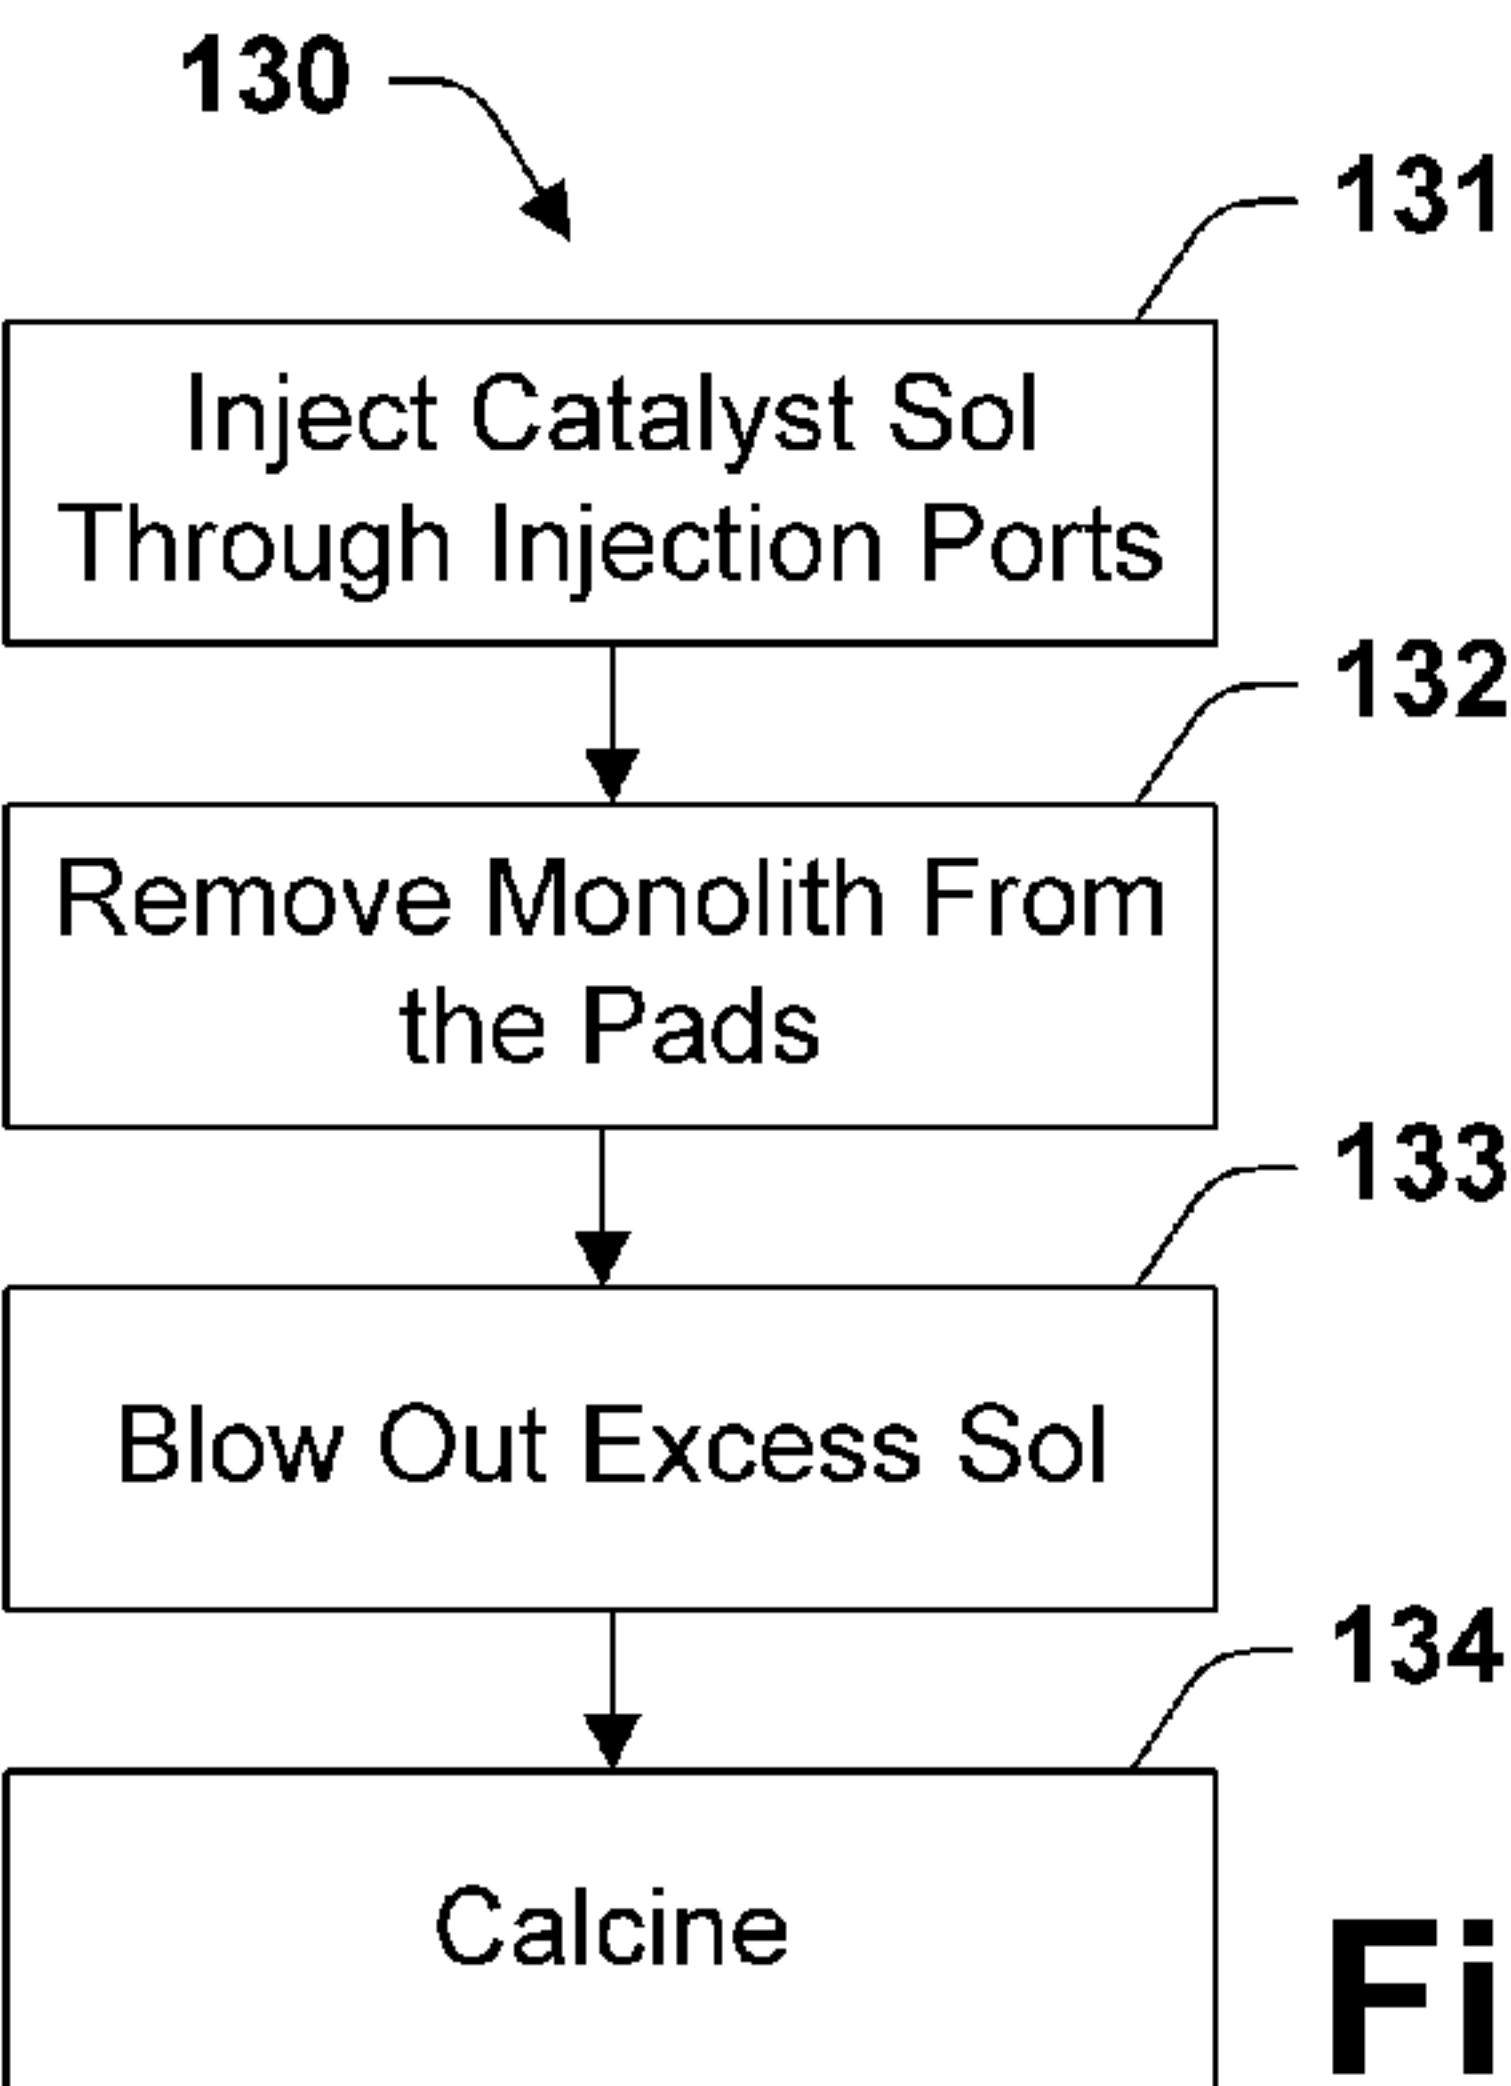 130
131
Inject Catalyst Sol
Through Injection Ports
132
Remove Monolith From
the Pads
133
Blow Out Excess Sol
134
Calcine
Fi